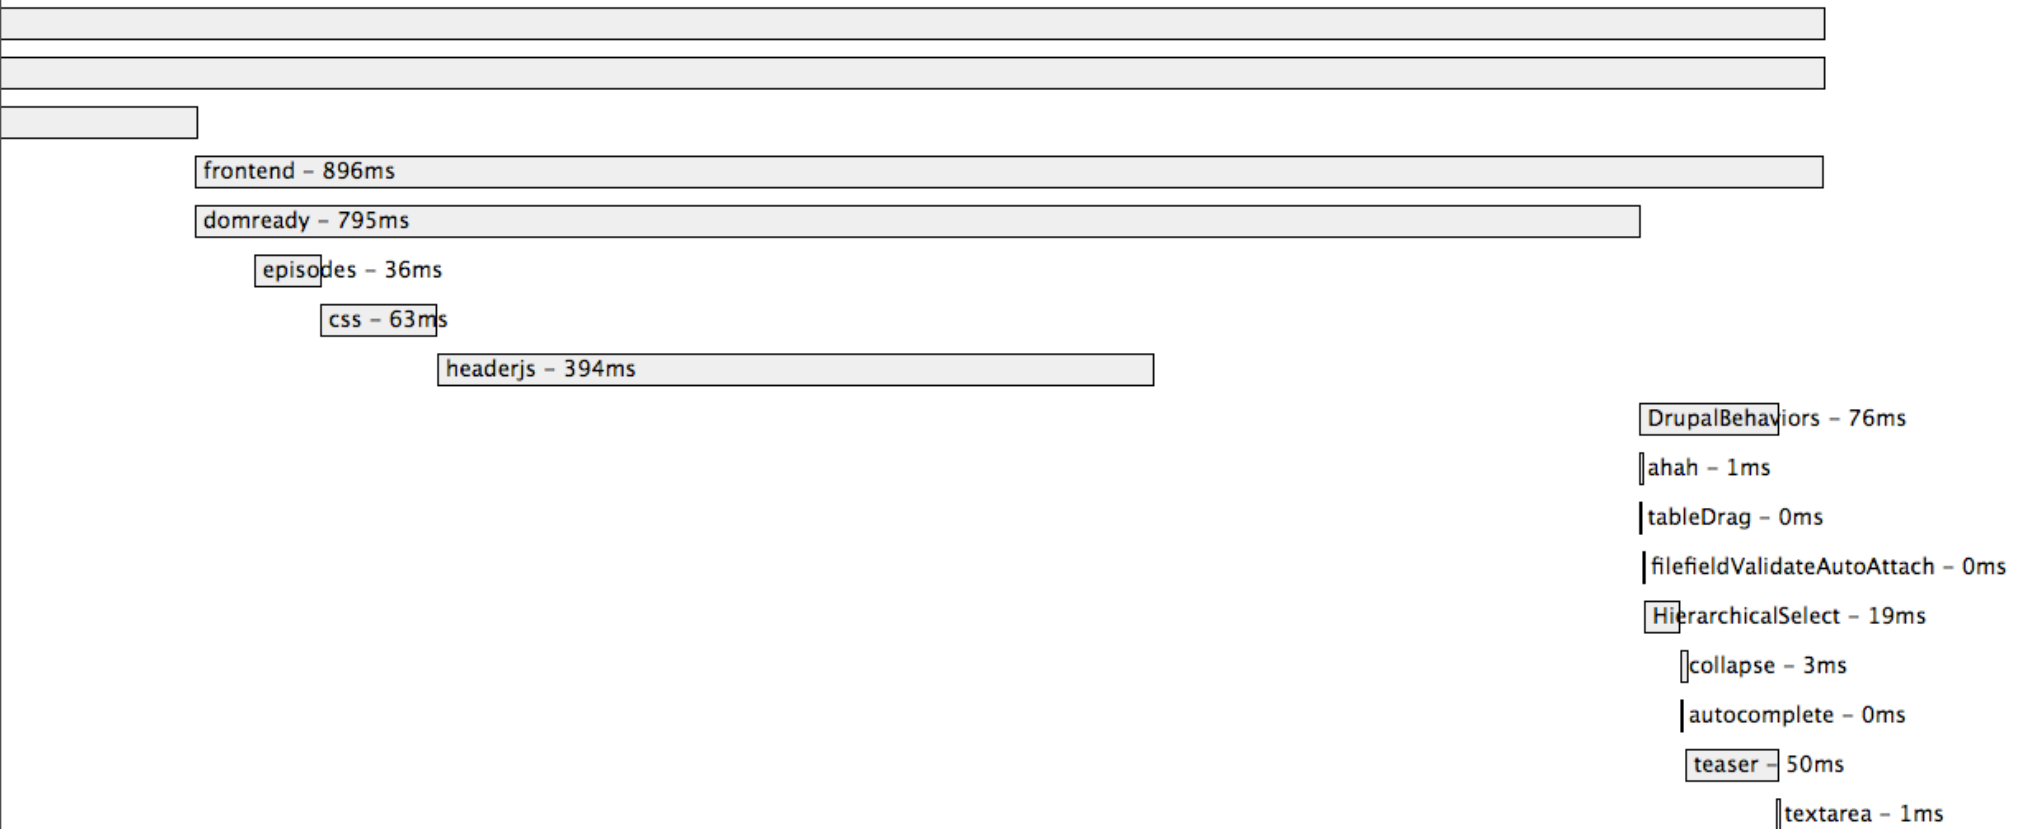 frontend – 896ms
domready – 795ms
episodes – 36ms
css – 63ms
headerjs – 394ms
DrupalBehaviors – 76ms
ahah – 1ms
tableDrag – 0ms
filefieldValidateAutoAttach – 0ms
HierarchicalSelect – 19ms
collapse – 3ms
autocomplete – 0ms
teaser – 50ms
textarea – 1ms